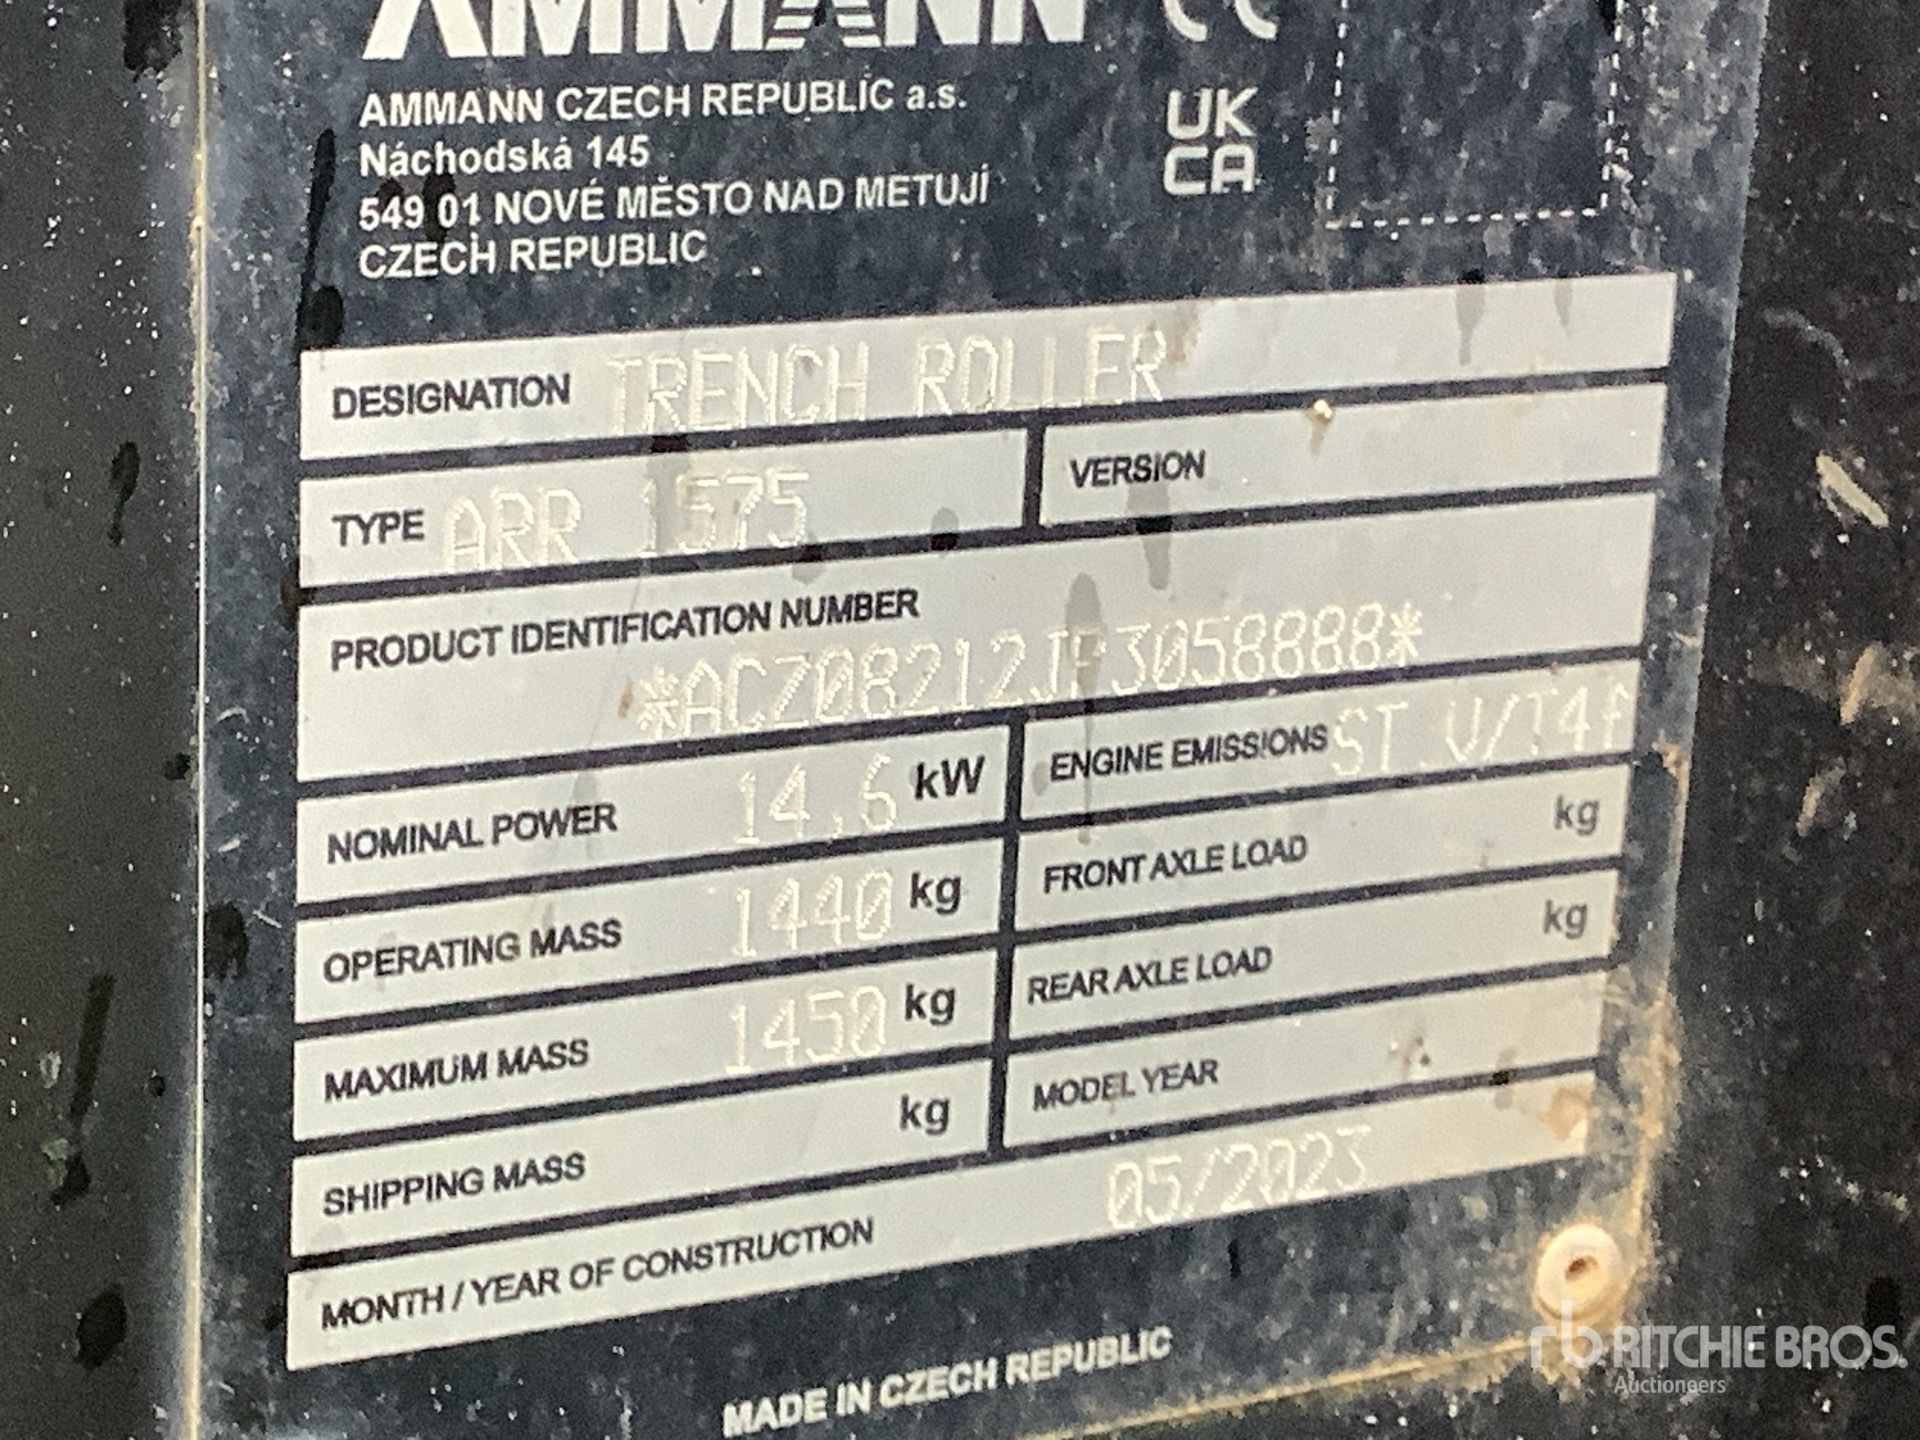 AMMANN CE
AMMANN CZECH REPUBLIC a.s.
Náchodská 145
549 01 NOVÉ MĚSTO NAD METUJÍ
CZECH REPUBLIC
UK
CA
DESIGNATION TRENCH ROLLER
TYPE ARR 1575
VERSION
PRODUCT IDENTIFICATION NUMBER
*ACZ08212JP3058888*
NOMINAL POWER 14,6 kW
ENGINE EMISSIONS ST.V/T4f
OPERATING MASS 1440 kg
FRONT AXLE LOAD kg
MAXIMUM MASS 1450 kg
REAR AXLE LOAD kg
SHIPPING MASS kg
MODEL YEAR
MONTH / YEAR OF CONSTRUCTION 05/2023
MADE IN CZECH REPUBLIC
rb RITCHIE BROS.
Auctioneers